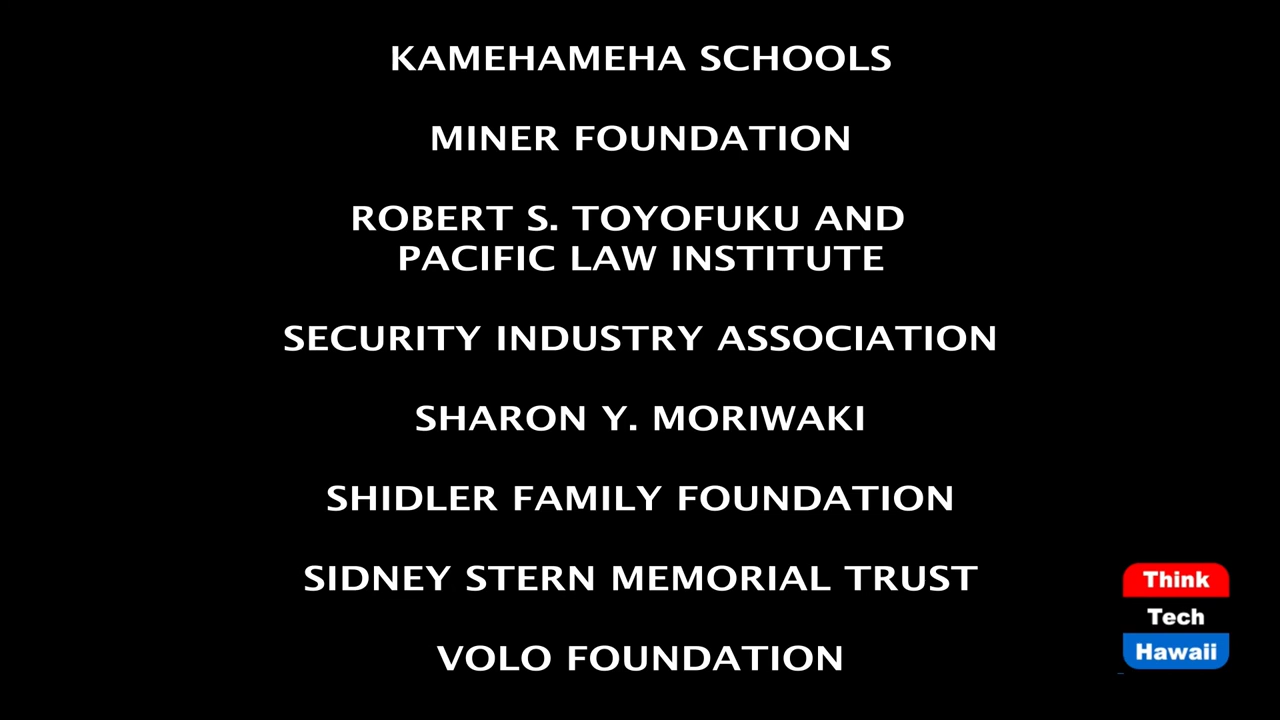 KAMEHAMEHA SCHOOLS
MINER FOUNDATION
ROBERT S. TOYOFUKU AND
PACIFIC LAW INSTITUTE
SECURITY INDUSTRY ASSOCIATION
SHARON Y. MORIWAKI
SHIDLER FAMILY FOUNDATION
SIDNEY STERN MEMORIAL TRUST
VOLO FOUNDATION
Think
Tech
Hawaii